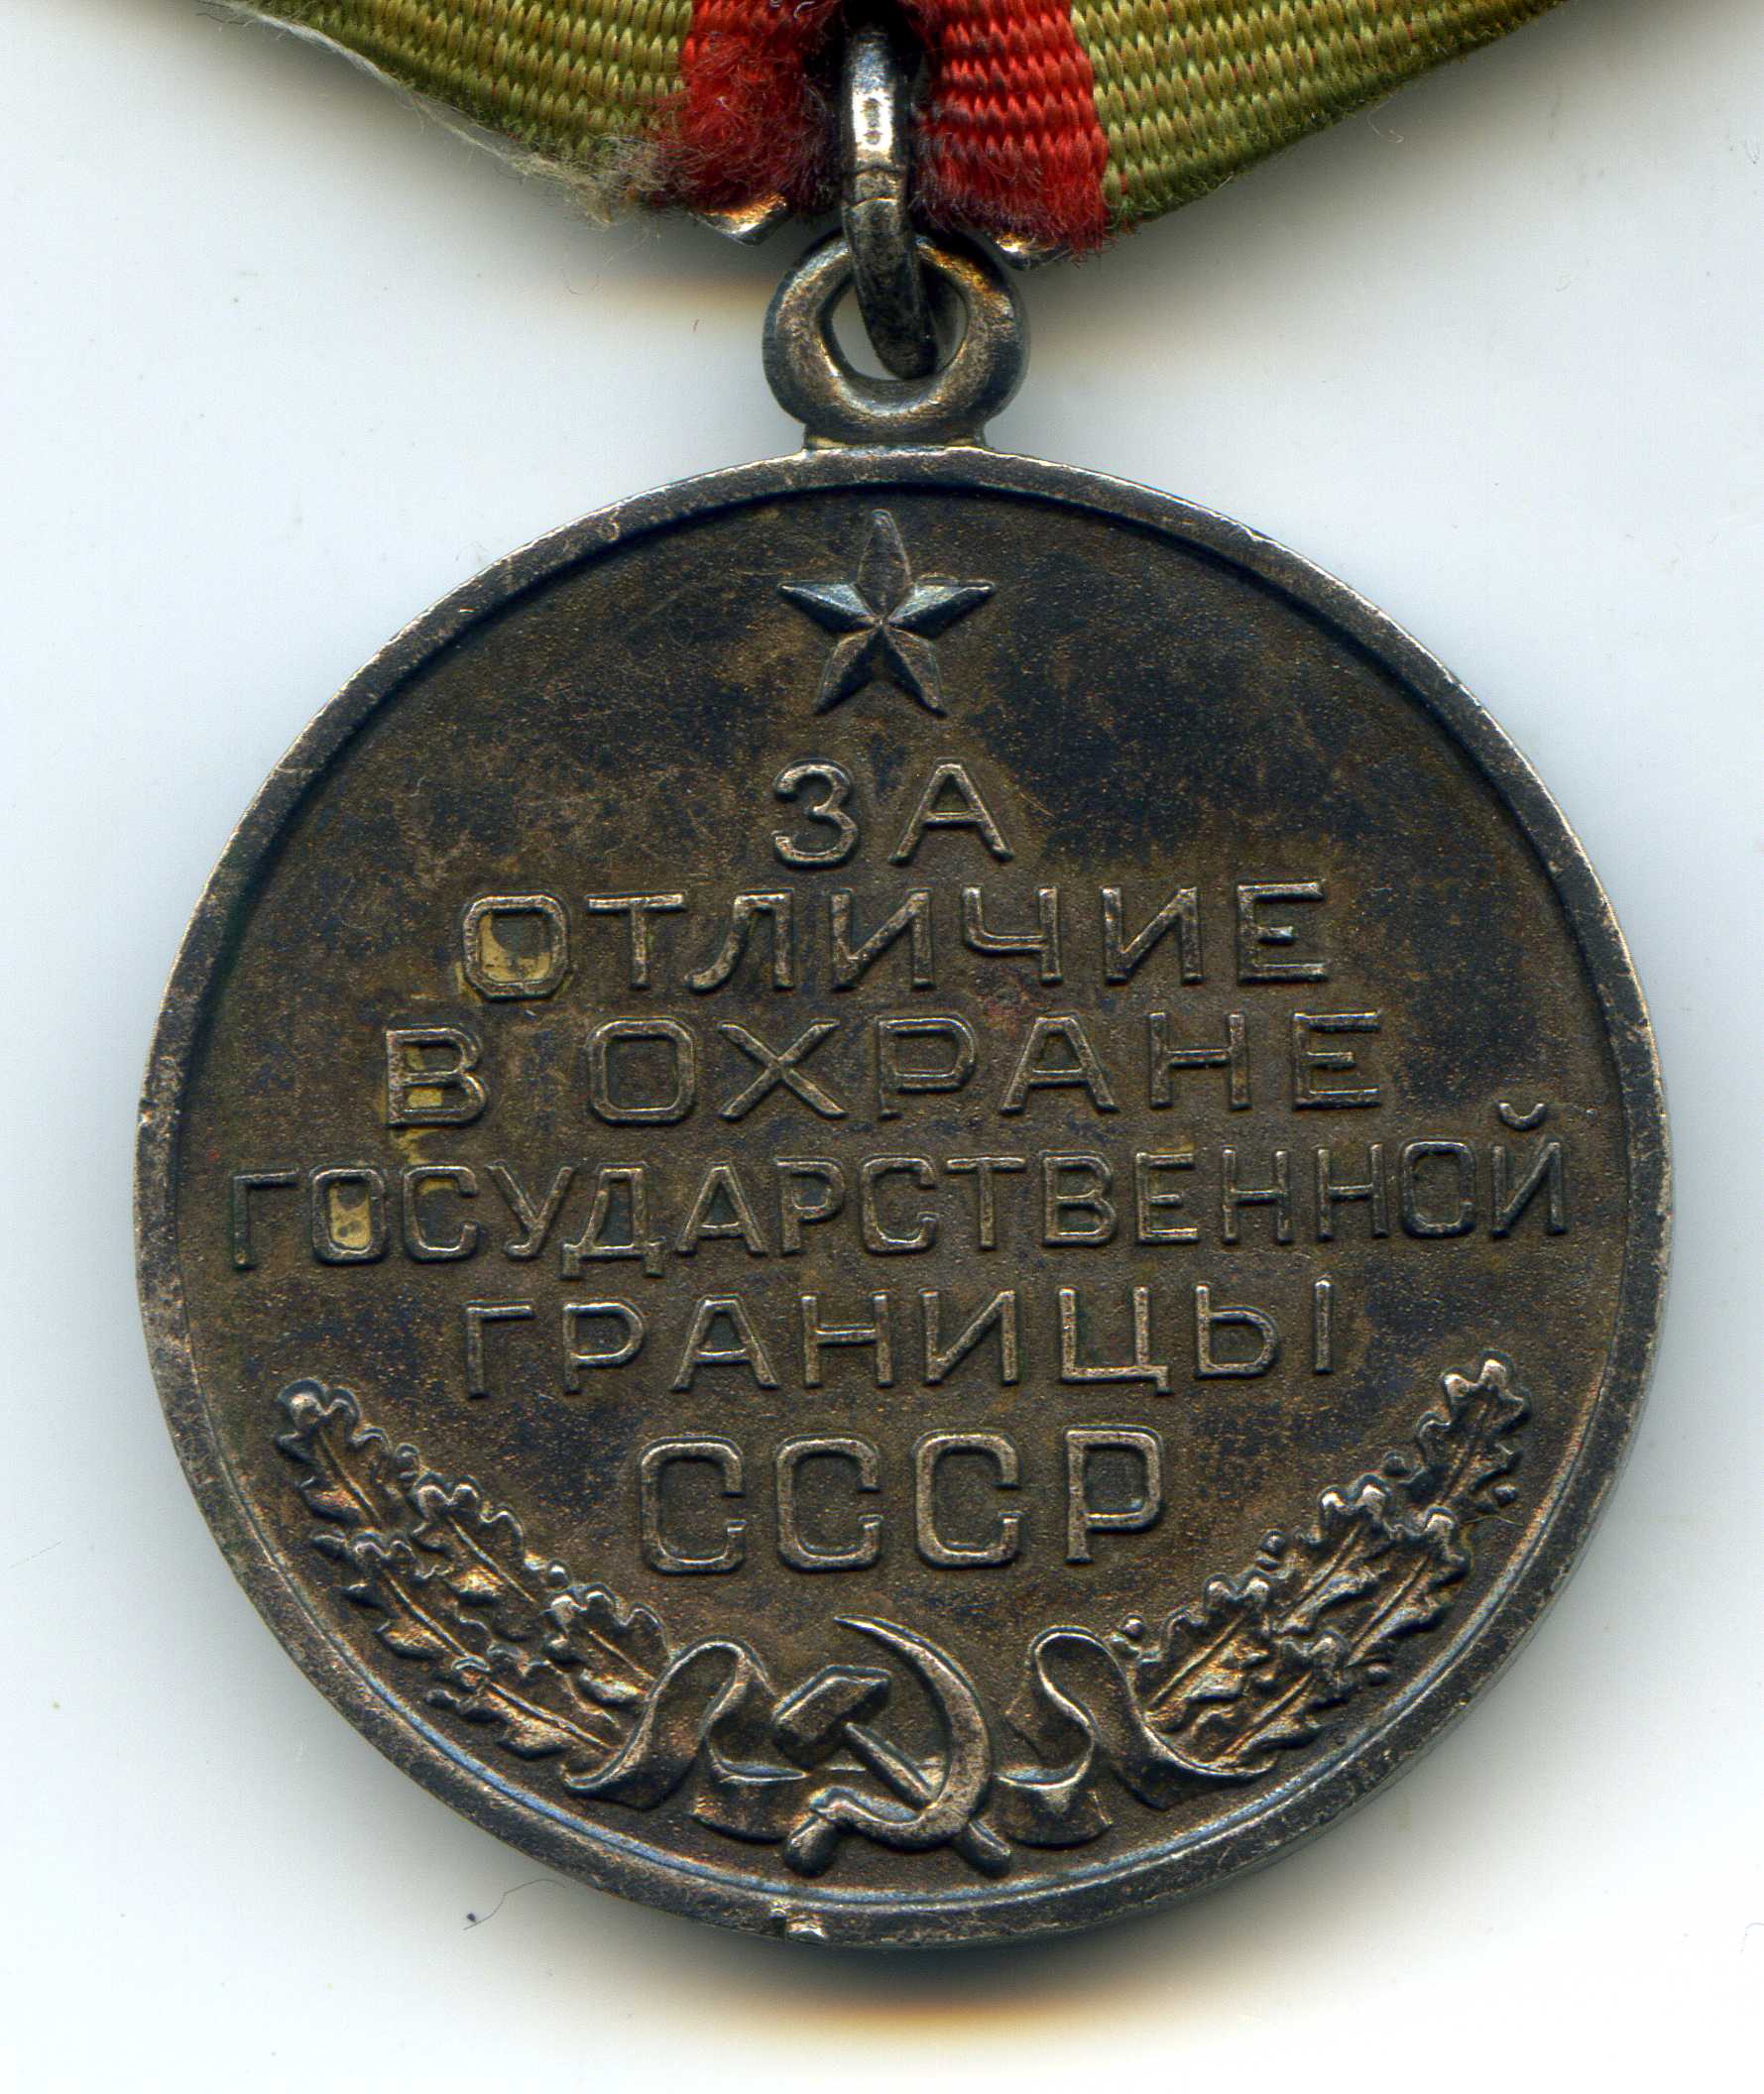 ЗА
ОТЛИЧИЕ
В ОХРАНЕ
ГОСУДАРСТВЕННОЙ
ГРАНИЦЫ
СССР